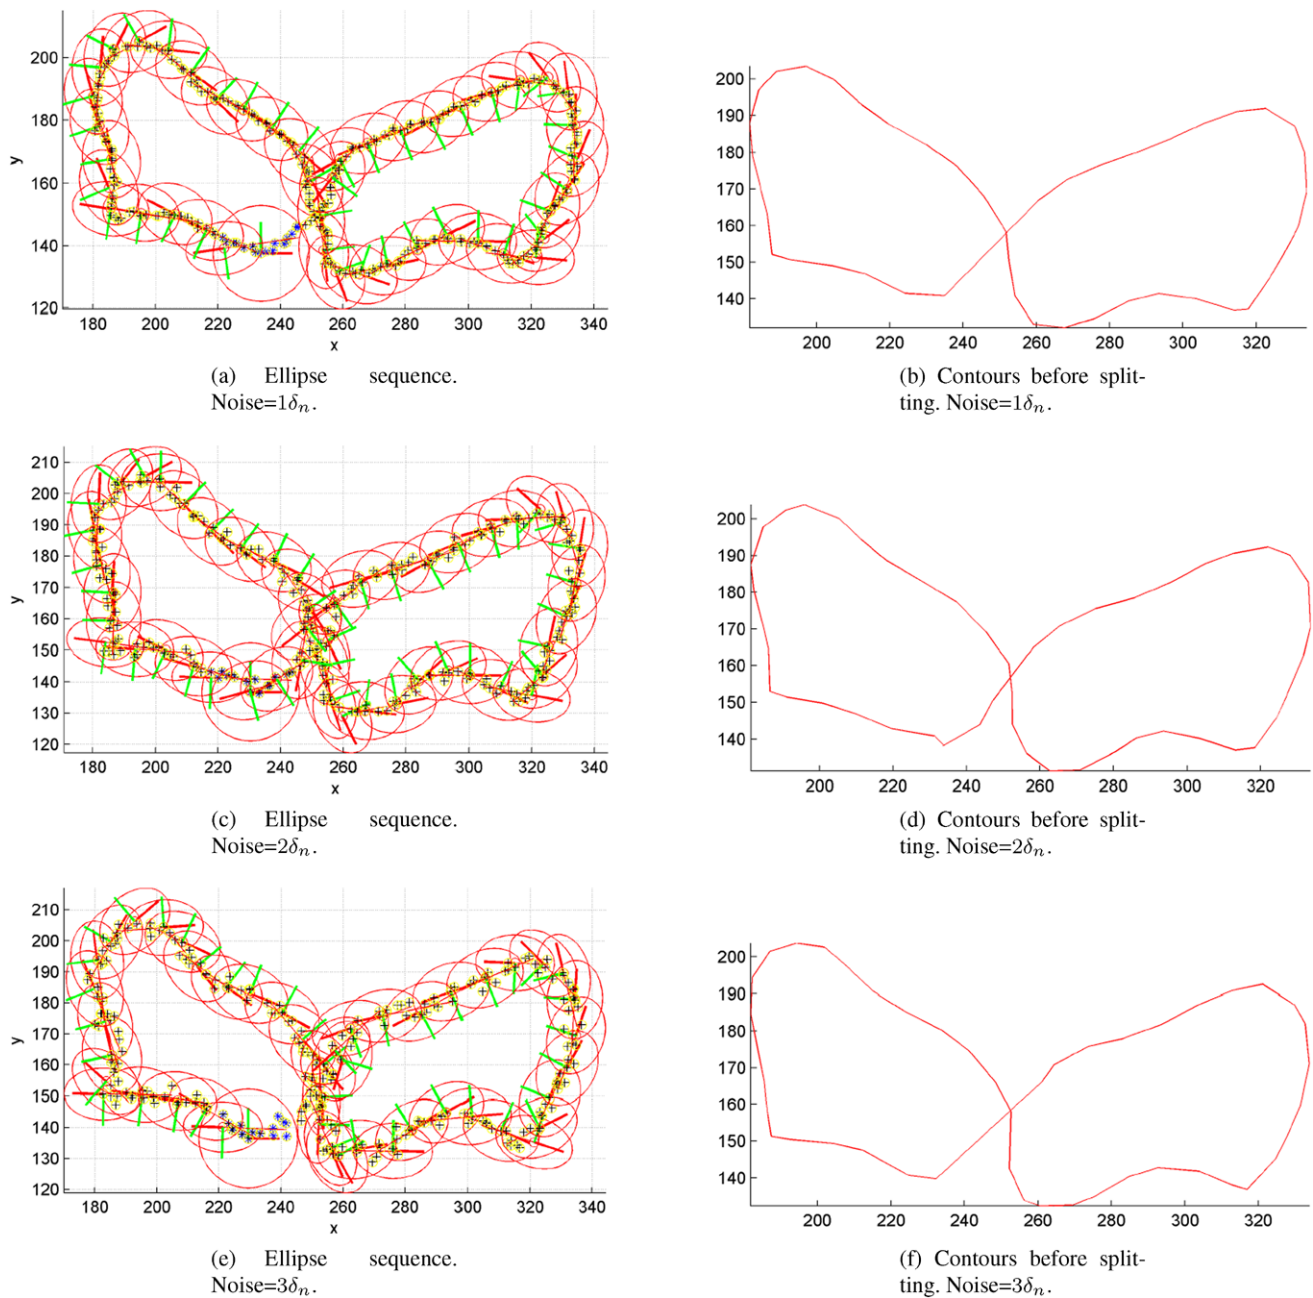 200
180
160
140
120
y
180 200 220 240 260 280 300 320 340
x
(a) Ellipse sequence.
Noise=1δₙ.
200
190
180
170
160
150
140
200 220 240 260 280 300 320
(b) Contours before split-
ting. Noise=1δₙ.
210
200
190
180
170
160
150
140
130
120
y
180 200 220 240 260 280 300 320 340
x
(c) Ellipse sequence.
Noise=2δₙ.
200
190
180
170
160
150
140
200 220 240 260 280 300 320
(d) Contours before split-
ting. Noise=2δₙ.
210
200
190
180
170
160
150
140
130
120
y
180 200 220 240 260 280 300 320 340
x
(e) Ellipse sequence.
Noise=3δₙ.
200
190
180
170
160
150
140
200 220 240 260 280 300 320
(f) Contours before split-
ting. Noise=3δₙ.